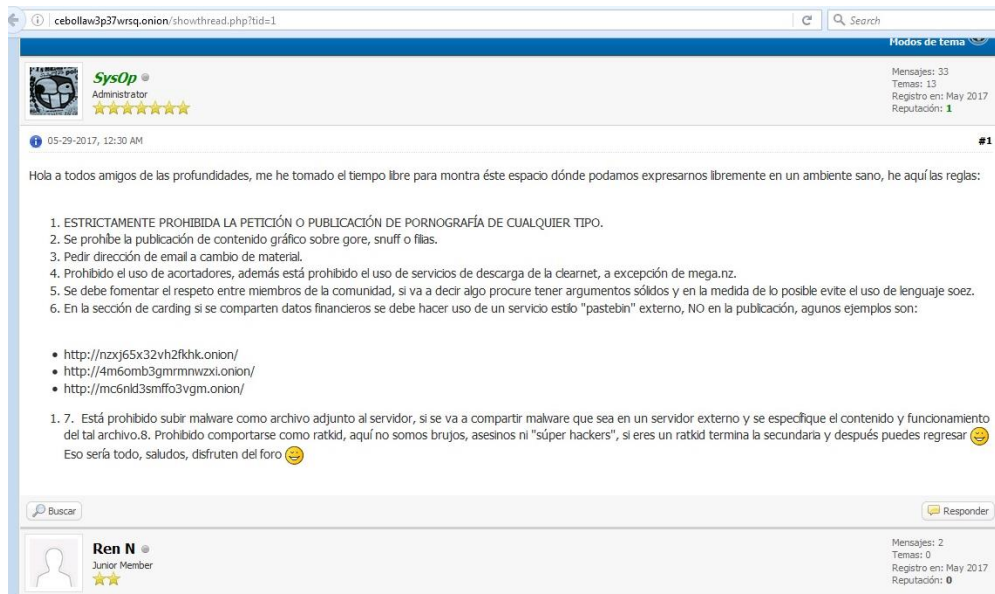 cebollaw3p37wrsq.onion/showthread.php?tid=1
Search
Modos de tema
SysOp
Administrator
Mensajes: 33
Temas: 13
Registro en: May 2017
Reputación: 1
05-29-2017, 12:30 AM
#1
Hola a todos amigos de las profundidades, me he tomado el tiempo libre para montra éste espacio dónde podamos expresarnos libremente en un ambiente sano, he aquí las reglas:
1. ESTRICTAMENTE PROHIBIDA LA PETICIÓN O PUBLICACIÓN DE PORNOGRAFÍA DE CUALQUIER TIPO.
2. Se prohíbe la publicación de contenido gráfico sobre gore, snuff o filias.
3. Pedir dirección de email a cambio de material.
4. Prohibido el uso de acortadores, además está prohibido el uso de servicios de descarga de la clearnet, a excepción de mega.nz.
5. Se debe fomentar el respeto entre miembros de la comunidad, si va a decir algo procure tener argumentos sólidos y en la medida de lo posible evite el uso de lenguaje soez.
6. En la sección de carding si se comparten datos financieros se debe hacer uso de un servicio estilo "pastebin" externo, NO en la publicación, agunos ejemplos son:
• http://nzxj65x32vh2fkhk.onion/
• http://4m6omb3gmrmnwzxi.onion/
• http://mc6nld3smffo3vgm.onion/
1. 7. Está prohibido subir malware como archivo adjunto al servidor, si se va a compartir malware que sea en un servidor externo y se especifique el contenido y funcionamiento
del tal archivo.8. Prohibido comportarse como ratkid, aquí no somos brujos, asesinos ni "súper hackers", si eres un ratkid termina la secundaria y después puedes regresar
Eso sería todo, saludos, disfruten del foro
Buscar
Responder
Ren N
Junior Member
Mensajes: 2
Temas: 0
Registro en: May 2017
Reputación: 0